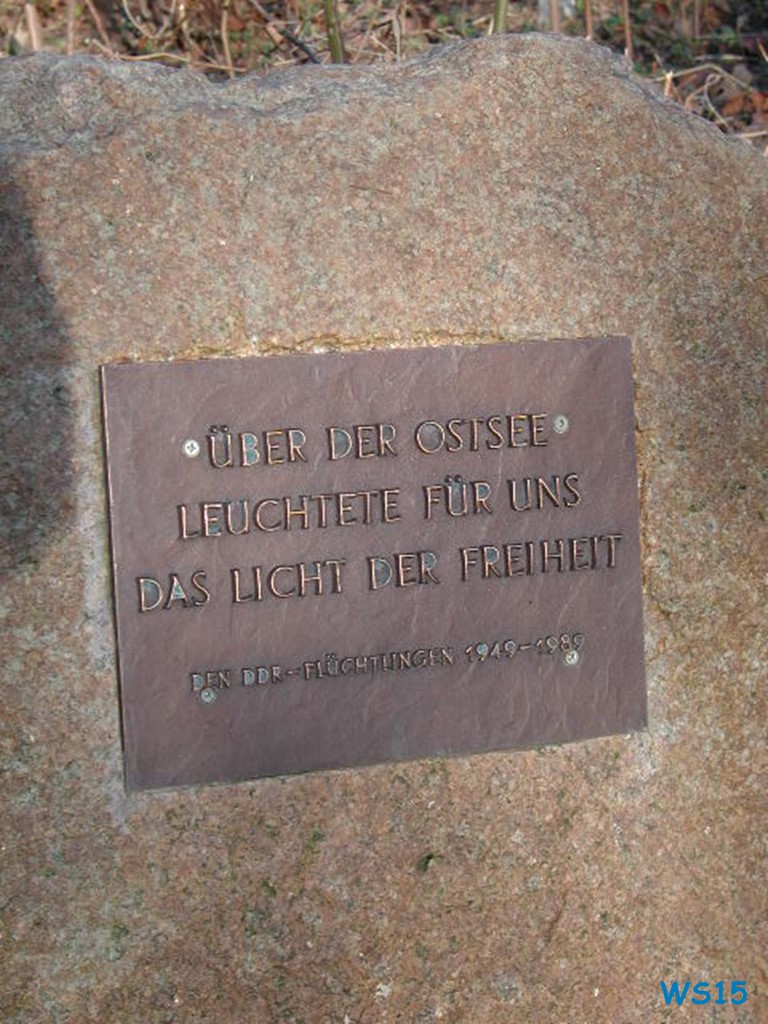 ÜBER DER OSTSEE
LEUCHTETE FÜR UNS
DAS LICHT DER FREIHEIT
DEN DDR-FLÜCHTLINGEN 1949-1989
WS15